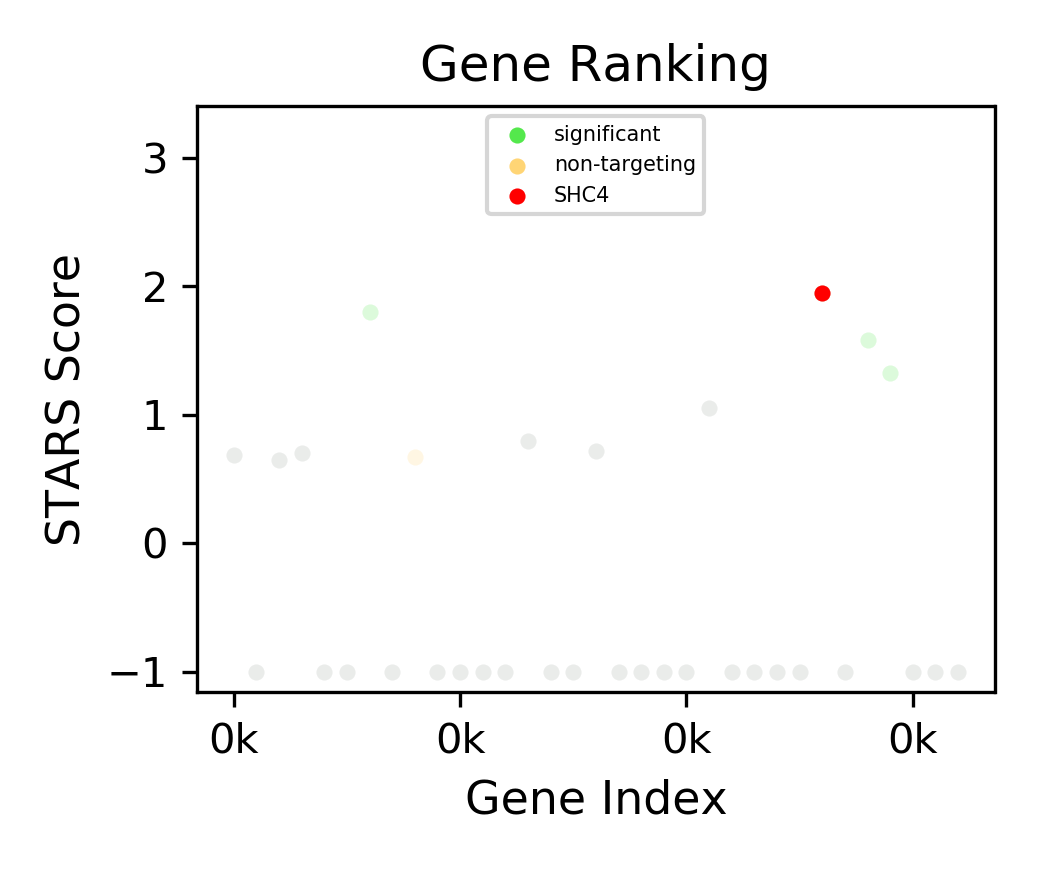 Gene Ranking
significant
non-targeting
SHC4
STARS Score
3
2
1
0
−1
0k 0k 0k 0k
Gene Index